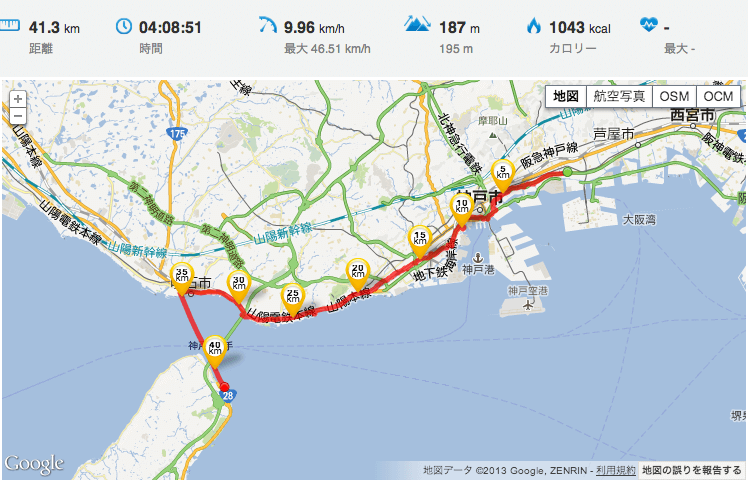 41.3 km
距離
04:08:51
時間
9.96 km/h
最大 46.51 km/h
187 m
195 m
1043 kcal
カロリー
-
最大 -
+
−
地図
航空写真
OSM
OCM
山陽本線
175
北神急行電鉄
摩耶山
西宮市
芦屋市
阪急神戸線
阪神電鉄本
5 km
神戸市
10 km
大阪湾
山陽電鉄本線
第二神明道路
山陽新幹線
第二神明道路
山陽新幹線
15 km
地下鉄海岸線
神戸港
神戸空港
20 km
山陽本線
25 km
山陽電鉄本線
30 km
35 km
石市
40 km
28
堺泉
Google
地図データ ©2013 Google, ZENRIN - 利用規約
地図の誤りを報告する